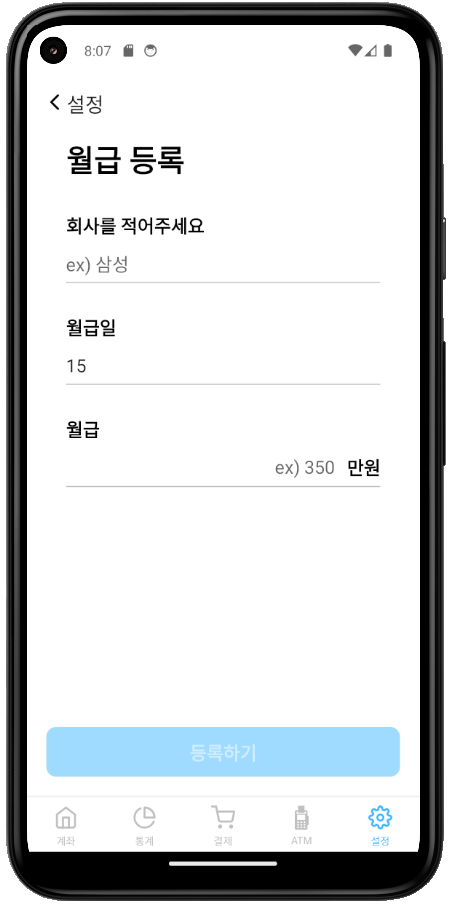 8:07
설정
월급 등록
회사를 적어주세요
ex) 삼성
월급일
15
월급
ex) 350 만원
등록하기
계좌 통계 결제 ATM 설정